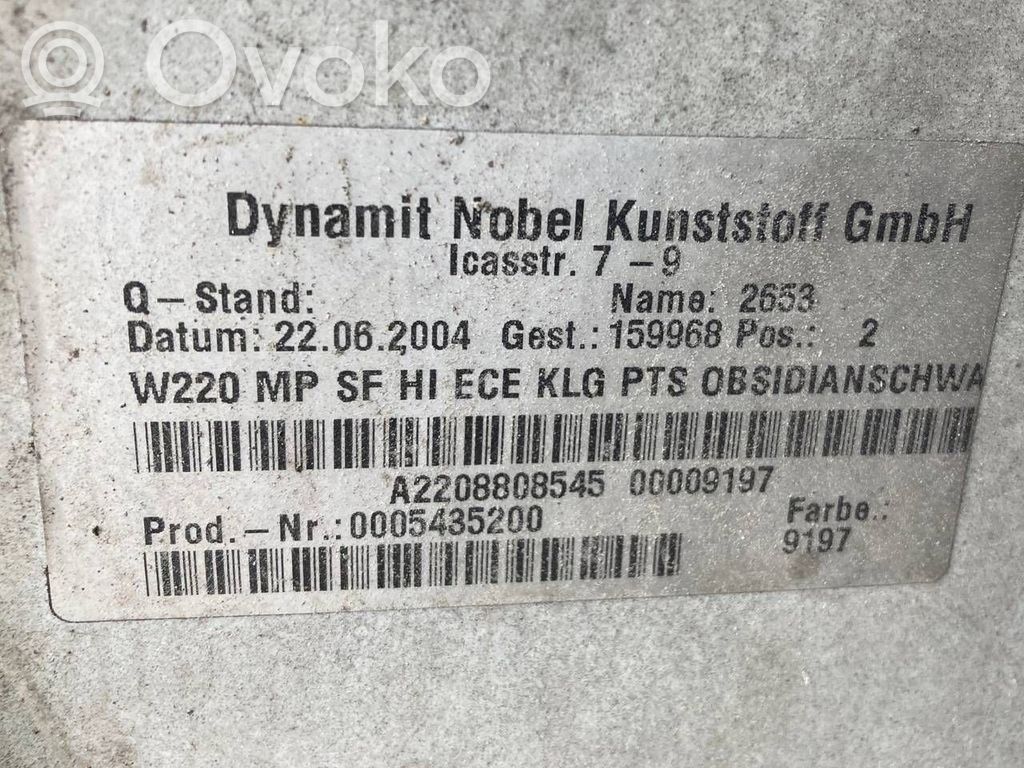 Ovoko
Dynamit Nobel Kunststoff GmbH
Icasstr. 7-9
Q-Stand: Name: 2653
Datum: 22.06.2004 Gest.: 159968 Pos.: 2
W220 MP SF HI ECE KLG PTS OBSIDIANSCHWA
A2208808545 00009197
Prod.-Nr.:0005435200 Farbe.:
9197